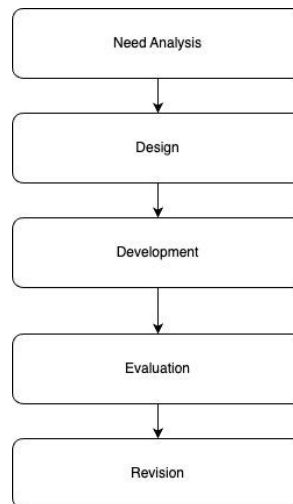 Need Analysis
Design
Development
Evaluation
Revision